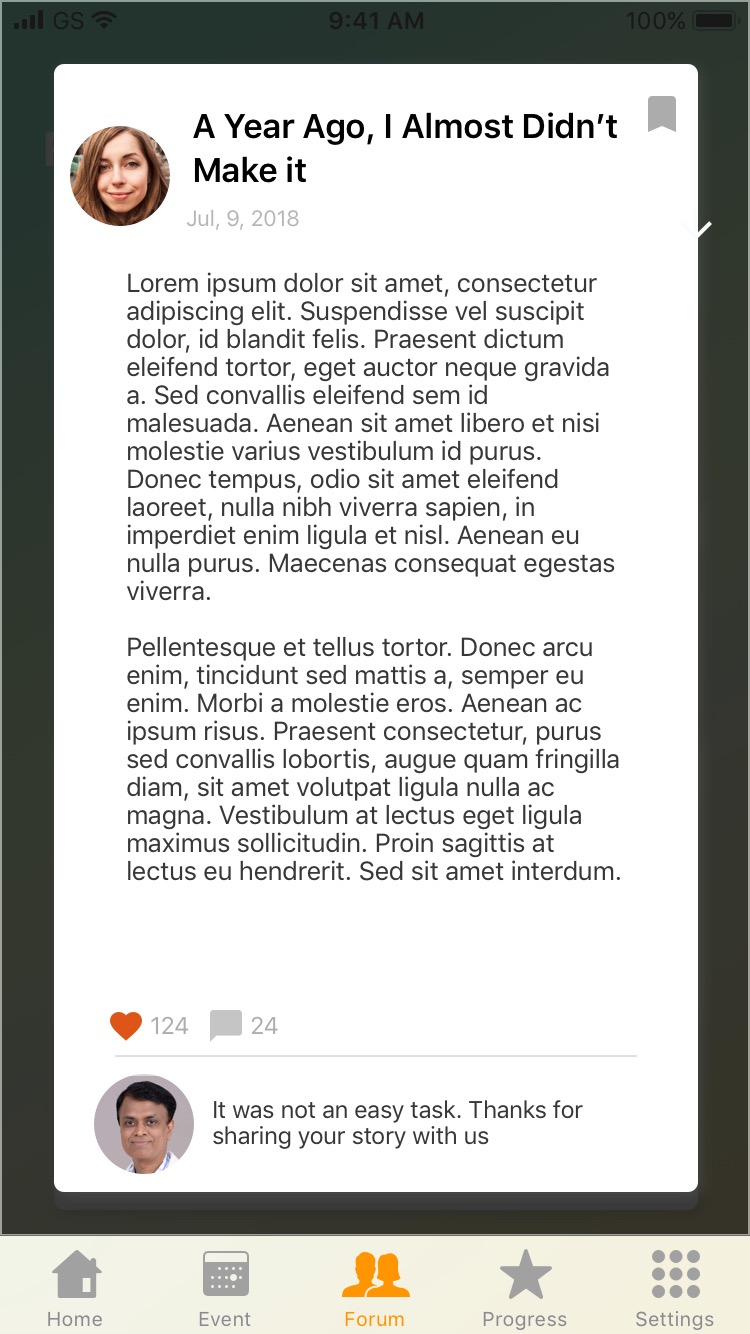 GS 9:41 AM 100%
A Year Ago, I Almost Didn’t
Make it
Jul, 9, 2018
Lorem ipsum dolor sit amet, consectetur
adipiscing elit. Suspendisse vel suscipit
dolor, id blandit felis. Praesent dictum
eleifend tortor, eget auctor neque gravida
a. Sed convallis eleifend sem id
malesuada. Aenean sit amet libero et nisi
molestie varius vestibulum id purus.
Donec tempus, odio sit amet eleifend
laoreet, nulla nibh viverra sapien, in
imperdiet enim ligula et nisl. Aenean eu
nulla purus. Maecenas consequat egestas
viverra.
Pellentesque et tellus tortor. Donec arcu
enim, tincidunt sed mattis a, semper eu
enim. Morbi a molestie eros. Aenean ac
ipsum risus. Praesent consectetur, purus
sed convallis lobortis, augue quam fringilla
diam, sit amet volutpat ligula nulla ac
magna. Vestibulum at lectus eget ligula
maximus sollicitudin. Proin sagittis at
lectus eu hendrerit. Sed sit amet interdum.
124 24
It was not an easy task. Thanks for
sharing your story with us
Home Event Forum Progress Settings